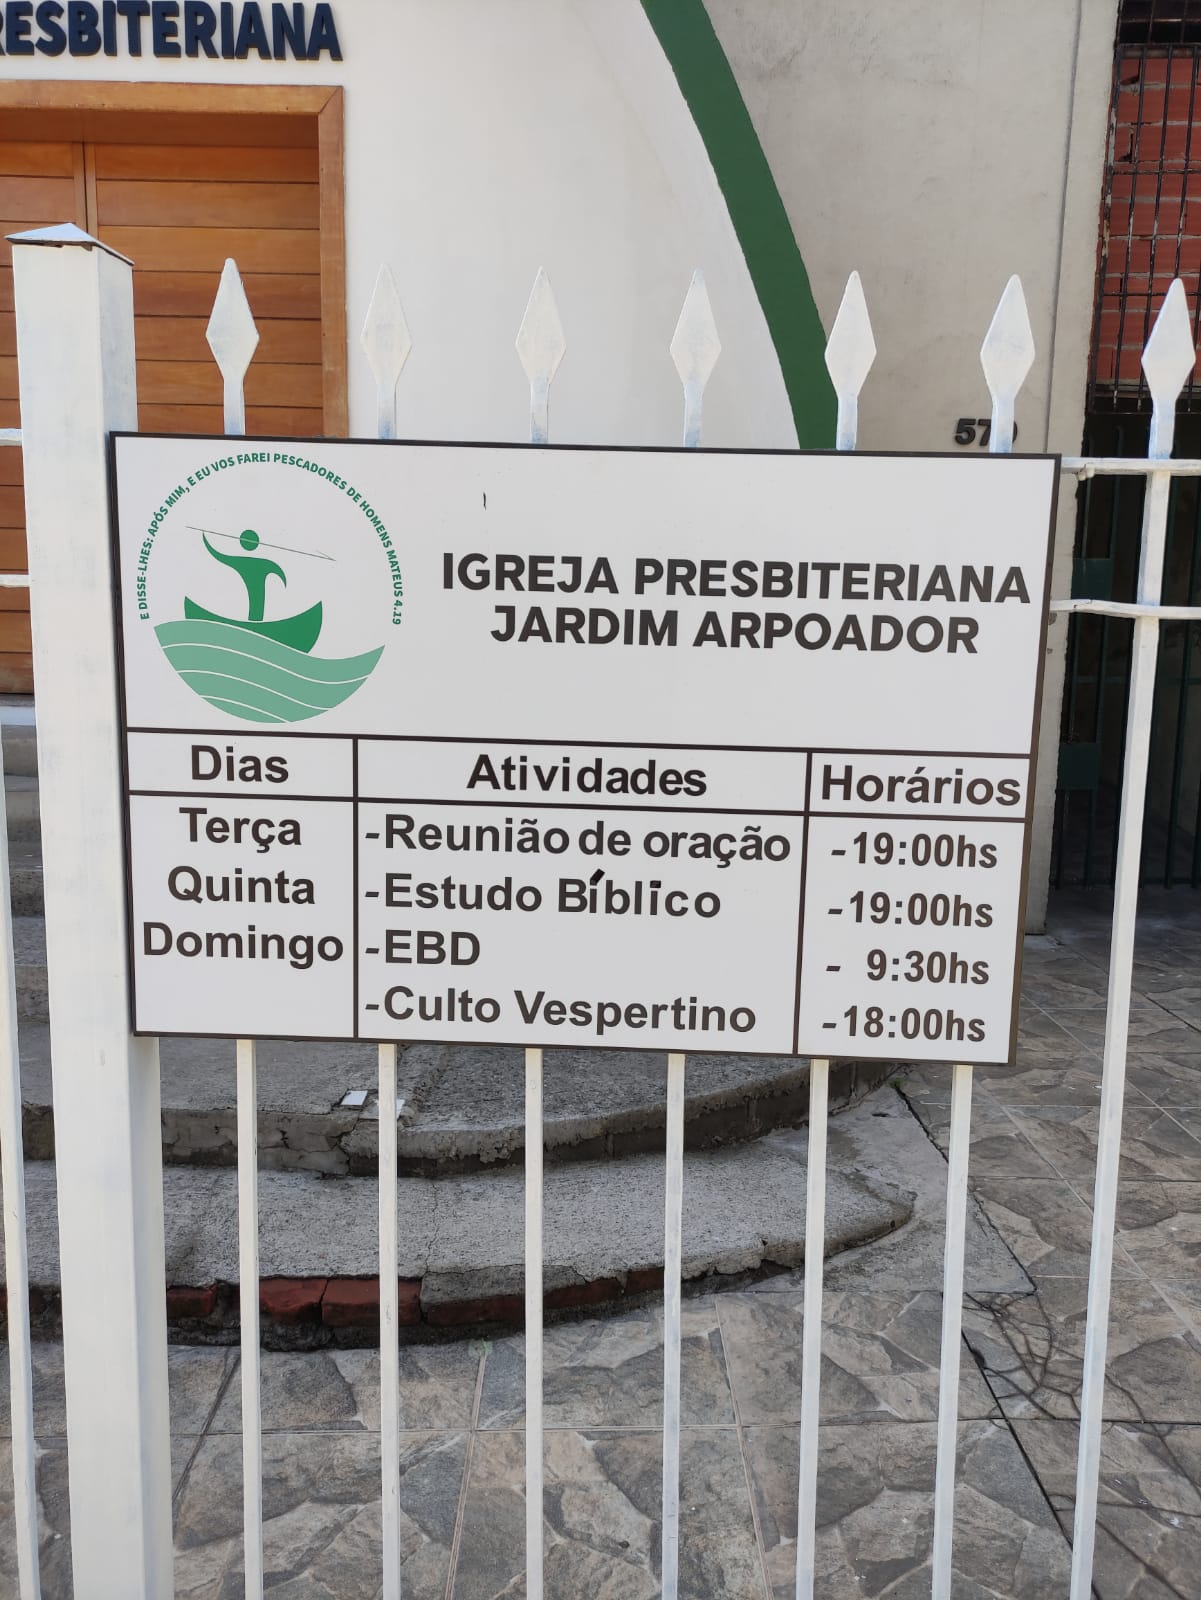 RESBITERIANA
E DISSE-LHES: APÓS MIM, E EU VOS FAREI PESCADORES DE HOMENS MATEUS 4.19
IGREJA PRESBITERIANA
JARDIM ARPOADOR
Dias Atividades Horários
Terça -Reunião de oração -19:00hs
Quinta -Estudo Bíblico -19:00hs
Domingo -EBD - 9:30hs
-Culto Vespertino -18:00hs